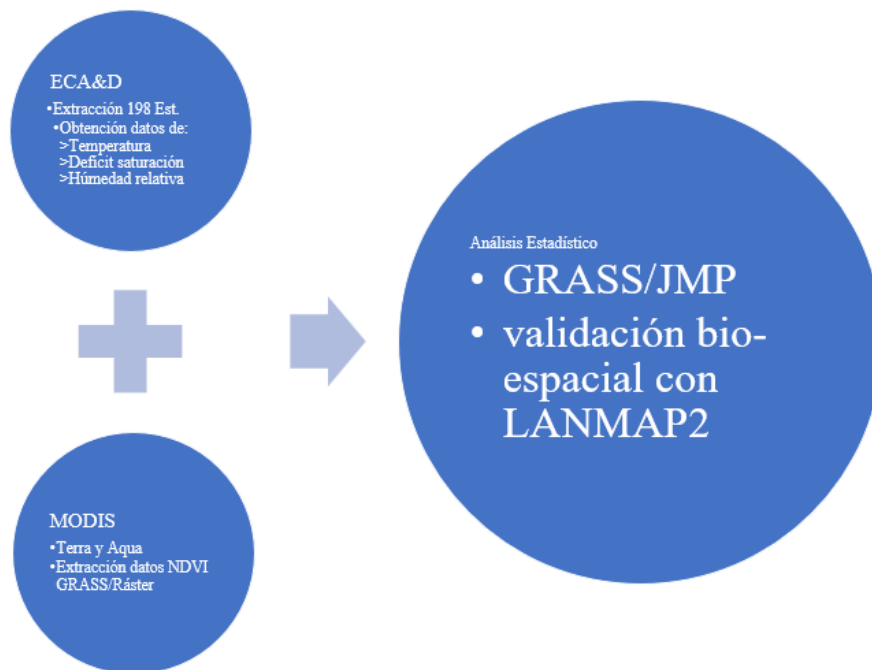 ECA&D
•Extracción 198 Est.
•Obtención datos de:
>Temperatura
>Deficit saturación
>Húmedad relativa
MODIS
•Terra y Aqua
•Extracción datos NDVI
GRASS/Ráster
Análisis Estadístico
• GRASS/JMP
• validación bio-
espacial con
LANMAP2